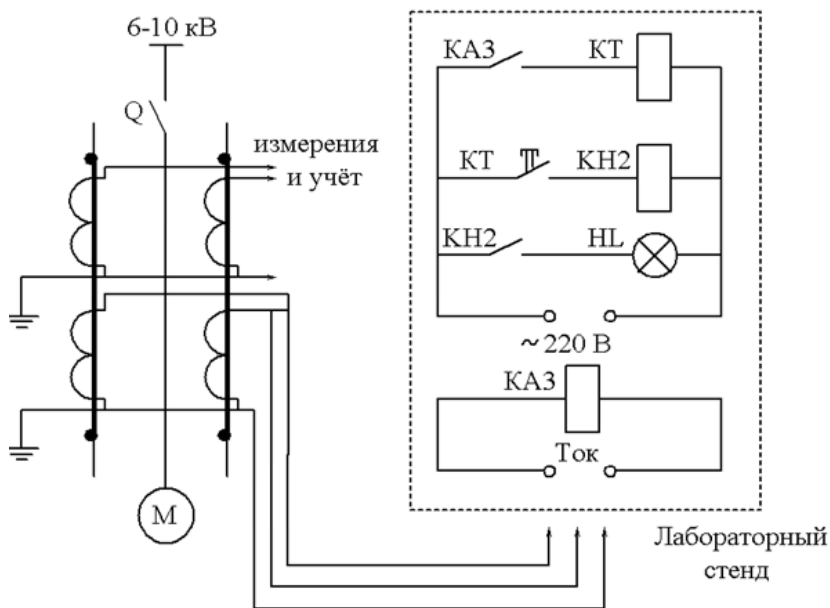 6-10 кВ
Q
измерения
и учёт
М
КА3
КТ
КТ
КН2
КН2
HL
~ 220 В
КА3
Ток
Лабораторный
стенд